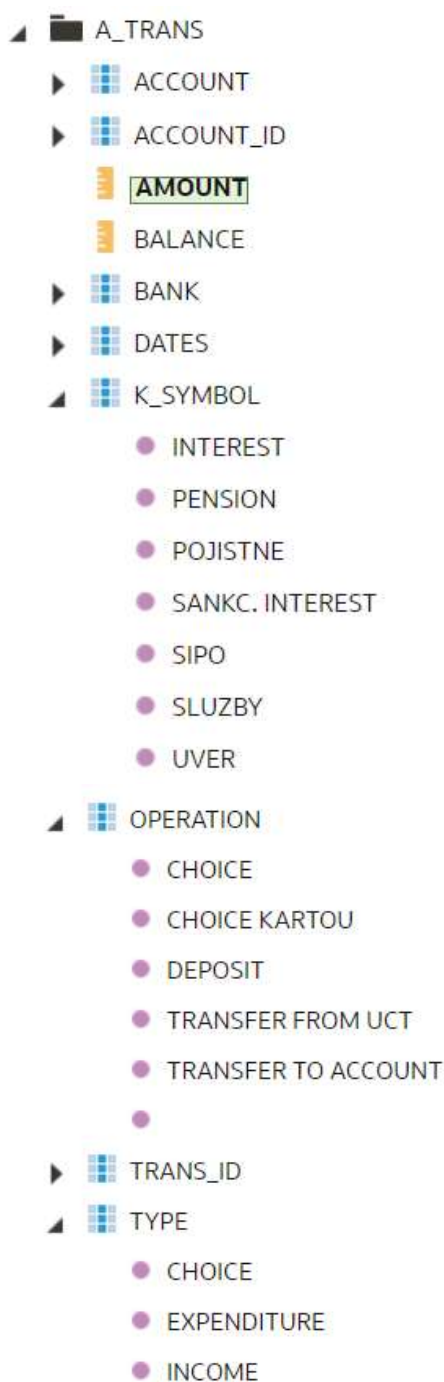 A_TRANS
ACCOUNT
ACCOUNT_ID
AMOUNT
BALANCE
BANK
DATES
K_SYMBOL
INTEREST
PENSION
POJISTNE
SANKC. INTEREST
SIPO
SLUZBY
UVER
OPERATION
CHOICE
CHOICE KARTOU
DEPOSIT
TRANSFER FROM UCT
TRANSFER TO ACCOUNT
TRANS_ID
TYPE
CHOICE
EXPENDITURE
INCOME